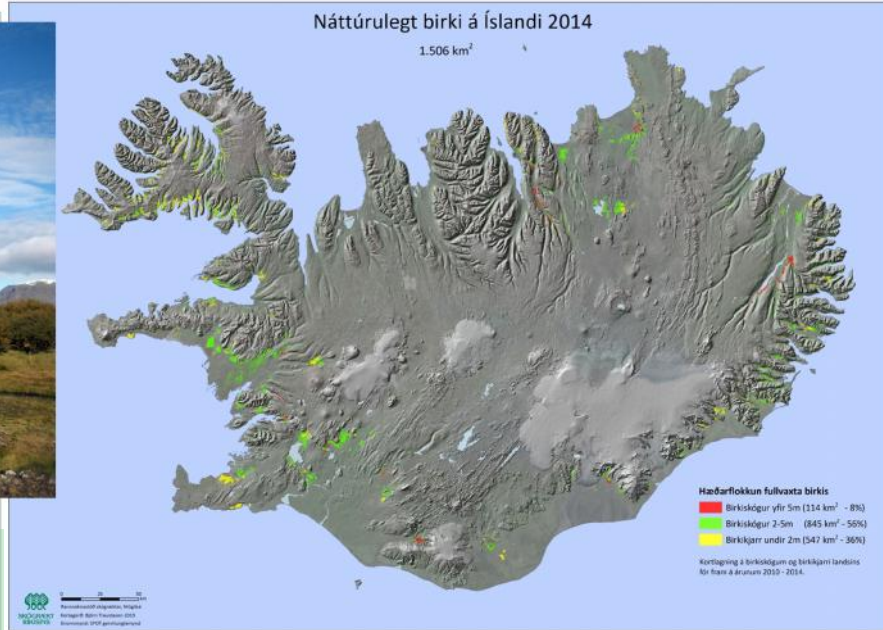 Náttúrulegt birki á Íslandi 2014
1.506 km²
Hæðarflokkun fullvaxta birkis
Birkiskógur yfir 5m (114 km² - 8%)
Birkiskógur 2-5m (845 km² - 56%)
Birkikjarr undir 2m (547 km² - 36%)
Kortlagning á birkiskógum og birkikjarri landsins
fór fram á árunum 2010 - 2014.
SKÓGRÆKT
RÍKISINS